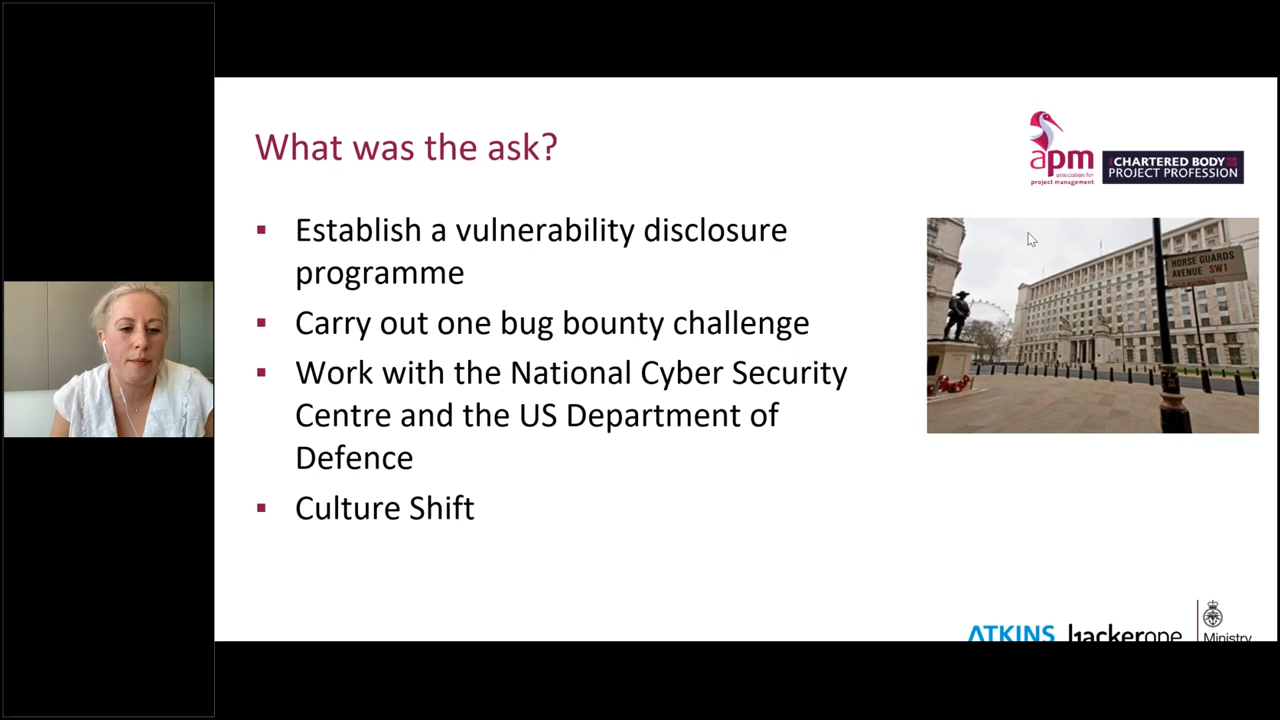 What was the ask?
apm
association for
project management
CHARTERED BODY
PROJECT PROFESSION
Establish a vulnerability disclosure
programme
Carry out one bug bounty challenge
Work with the National Cyber Security
Centre and the US Department of
Defence
Culture Shift
HORSE GUARDS
AVENUE SW1
ATKINS
hackerone
Ministry